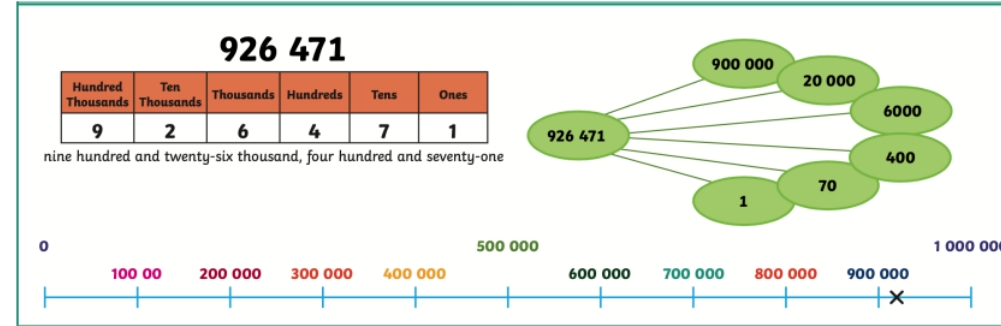 926 471
Hundred Thousands Ten Thousands Thousands Hundreds Tens Ones
9 2 6 4 7 1
nine hundred and twenty-six thousand, four hundred and seventy-one
926 471
900 000
20 000
6000
400
70
1
0 500 000 1 000 000
100 00 200 000 300 000 400 000 600 000 700 000 800 000 900 000